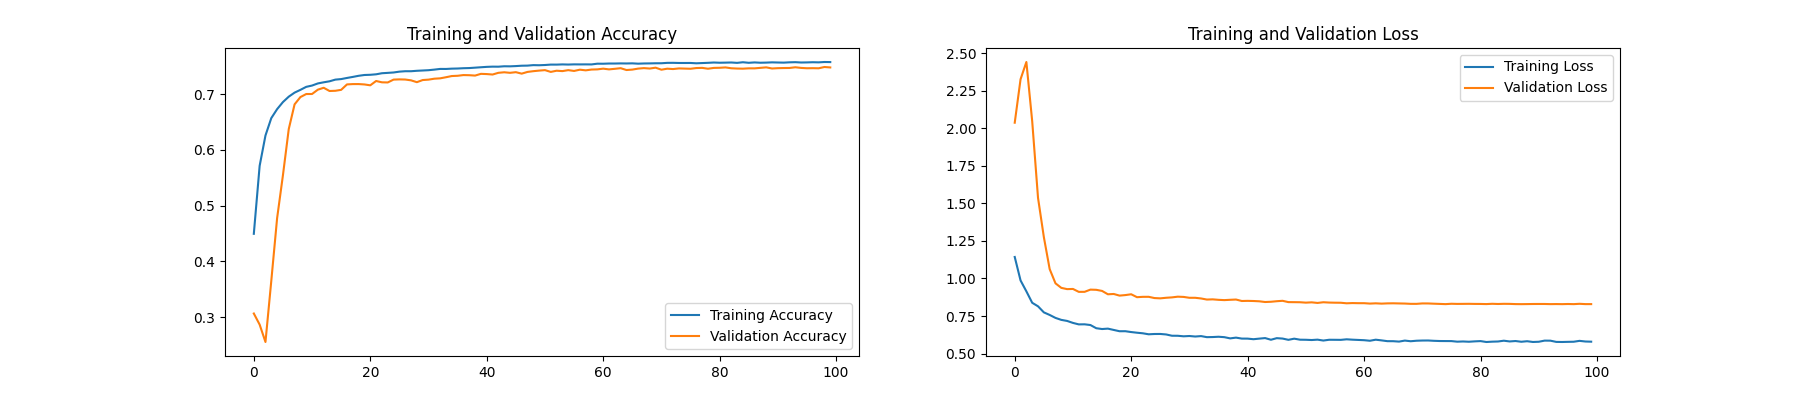 Training and Validation Accuracy
0.7
0.6
0.5
0.4
0.3
0 20 40 60 80 100
Training Accuracy
Validation Accuracy
Training and Validation Loss
2.50
2.25
2.00
1.75
1.50
1.25
1.00
0.75
0.50
0 20 40 60 80 100
Training Loss
Validation Loss